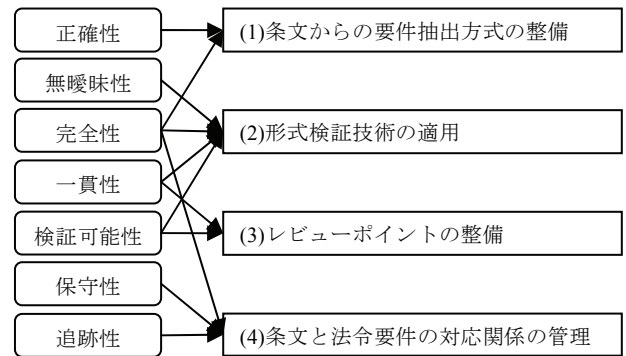 正確性
無曖昧性
完全性
一貫性
検証可能性
保守性
追跡性
(1)条文からの要件抽出方式の整備
(2)形式検証技術の適用
(3)レビューポイントの整備
(4)条文と法令要件の対応関係の管理